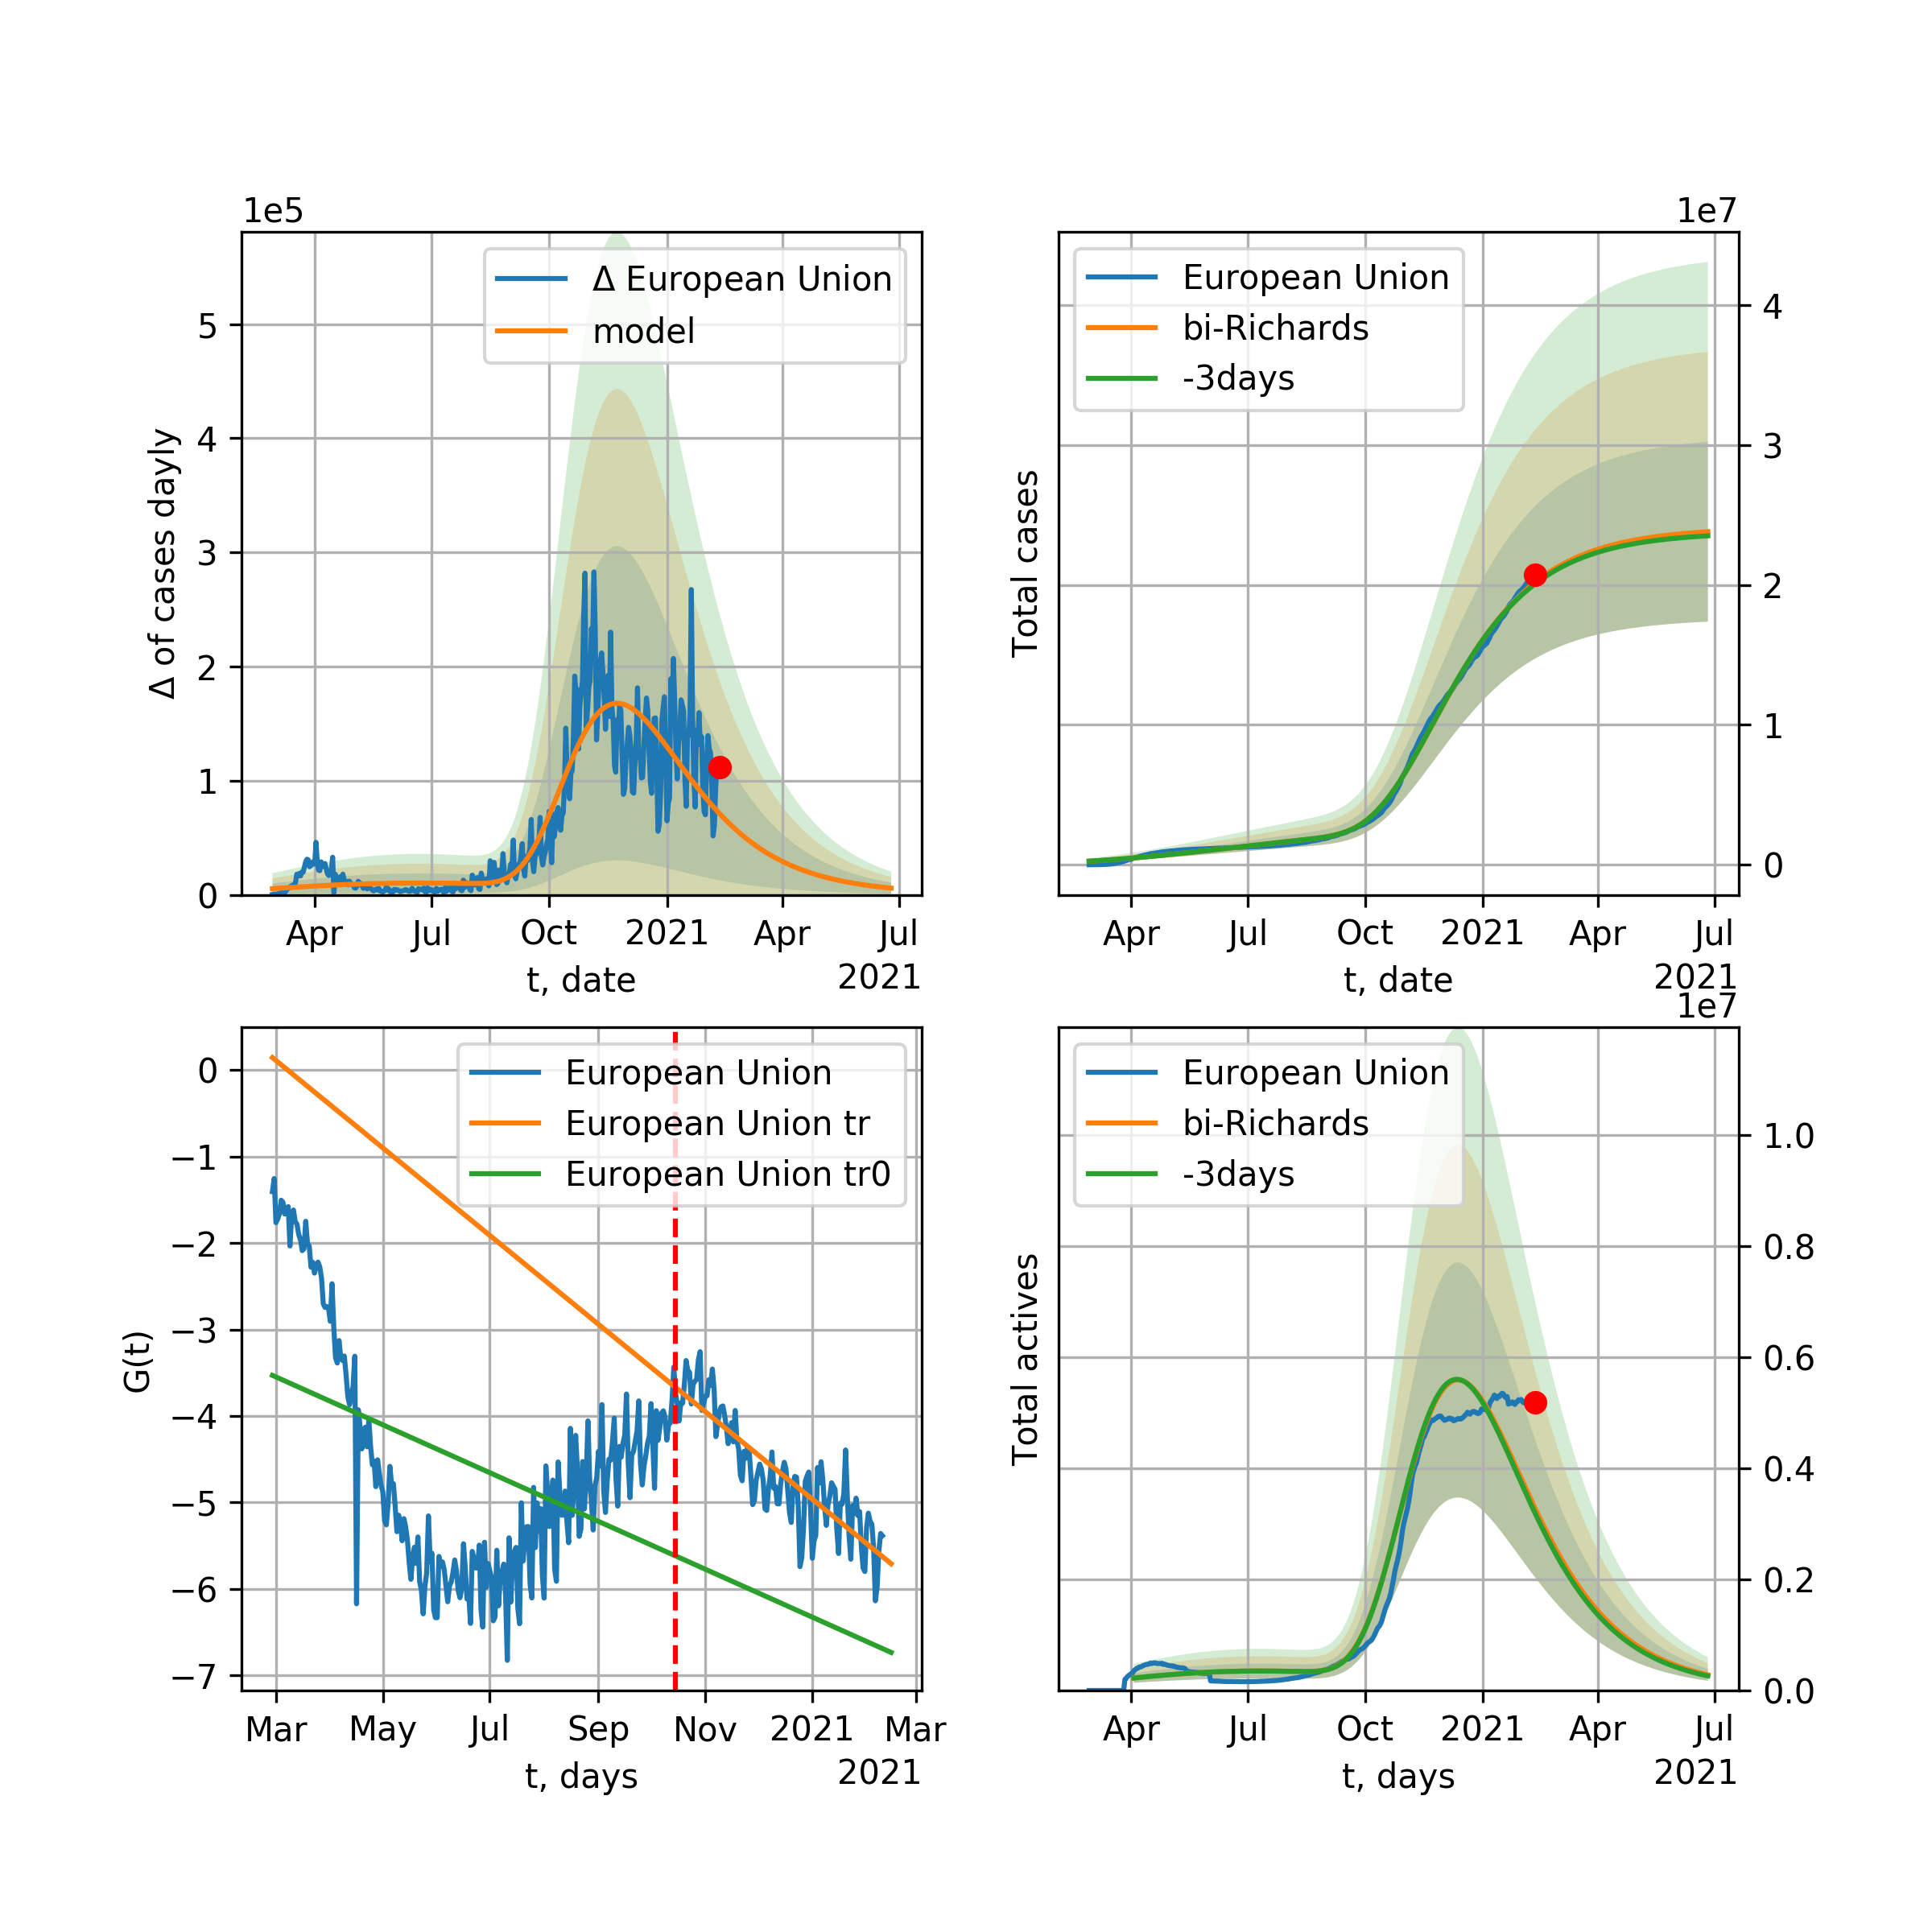 1e5
Δ European Union
model
5
4
3
2
1
0
Δ of cases dayly
Apr Jul Oct 2021 Apr Jul
t, date 2021
1e7
European Union
bi-Richards
-3days
4
3
2
1
0
Total cases
Apr Jul Oct 2021 Apr Jul
t, date 2021
European Union
European Union tr
European Union tr0
0
−1
−2
−3
−4
−5
−6
−7
G(t)
Mar May Jul Sep Nov 2021 Mar
t, days 2021
1e7
European Union
bi-Richards
-3days
1.0
0.8
0.6
0.4
0.2
0.0
Total actives
Apr Jul Oct 2021 Apr Jul
t, days 2021